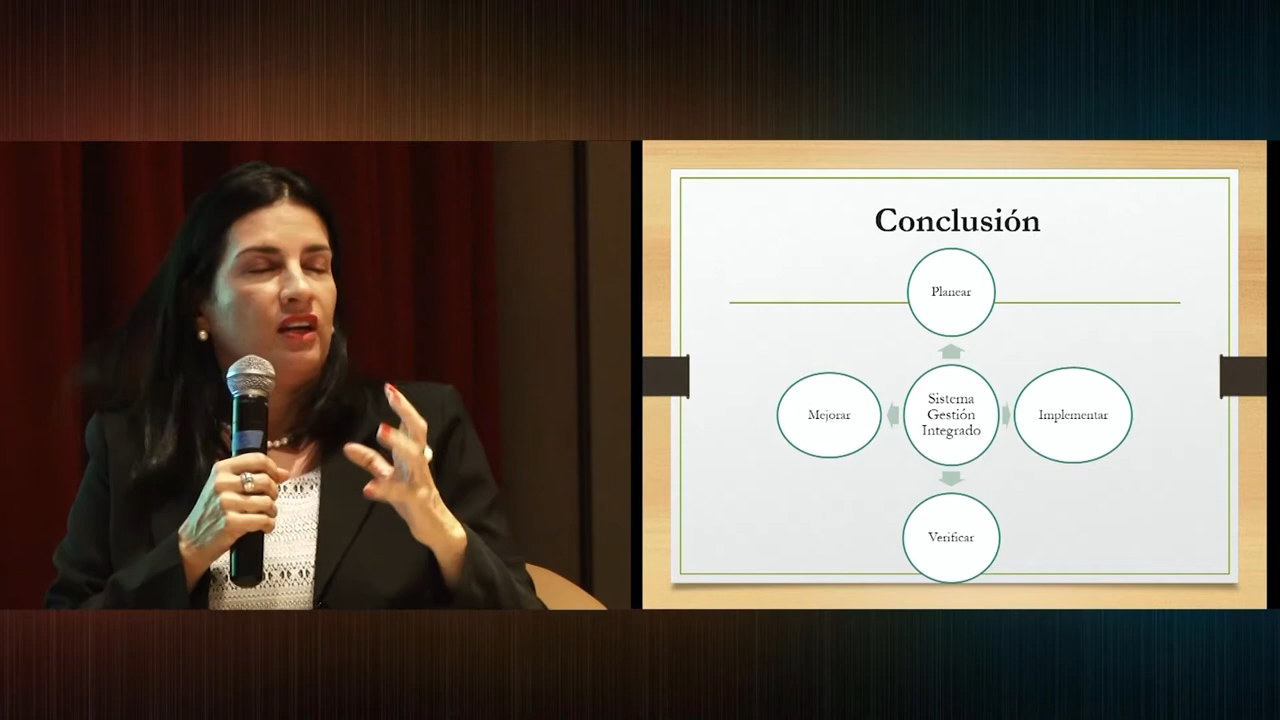 Conclusión
Planear
Mejorar
Sistema
Gestión
Integrado
Implementar
Verificar